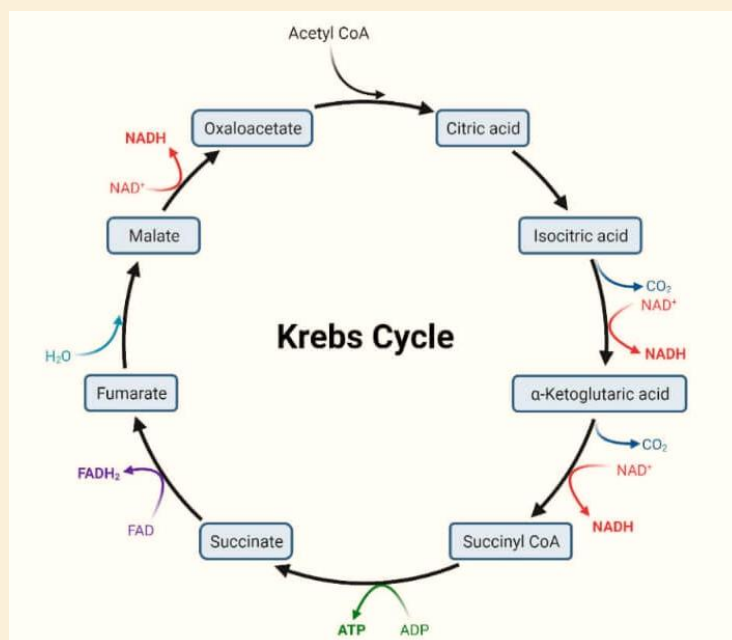 Acetyl CoA
Oxaloacetate
Citric acid
NADH
NAD⁺
Malate
Isocitric acid
CO₂
NAD⁺
NADH
Krebs Cycle
H₂O
Fumarate
α-Ketoglutaric acid
CO₂
NAD⁺
NADH
FADH₂
FAD
Succinate
Succinyl CoA
ATP
ADP